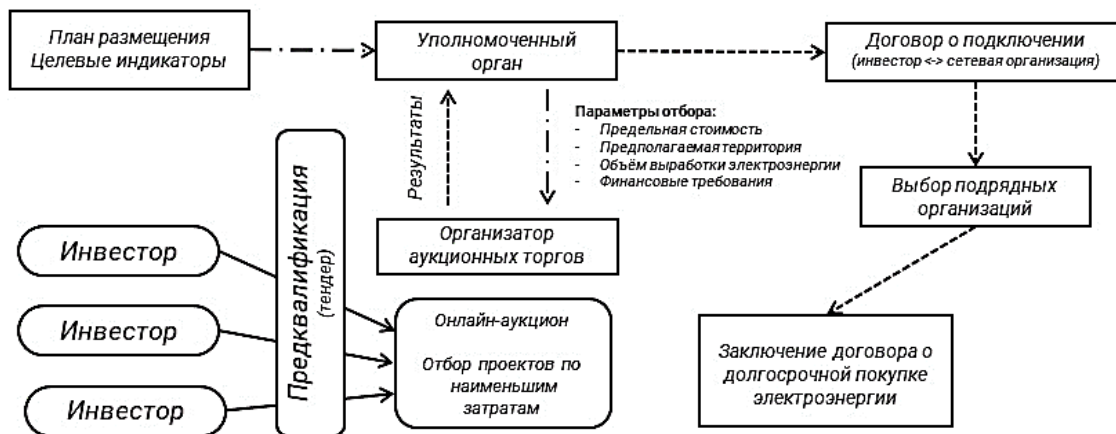 План размещения
Целевые индикаторы
Уполномоченный
орган
Договор о подключении
(инвестор <-> сетевая организация)
Результаты
Параметры отбора:
- Предельная стоимость
- Предполагаемая территория
- Объём выработки электроэнергии
- Финансовые требования
Выбор подрядных
организаций
Организатор
аукционных торгов
Предквалификация
(тендер)
Инвестор
Инвестор
Инвестор
Онлайн-аукцион
Отбор проектов по
наименьшим
затратам
Заключение договора о
долгосрочной покупке
электроэнергии